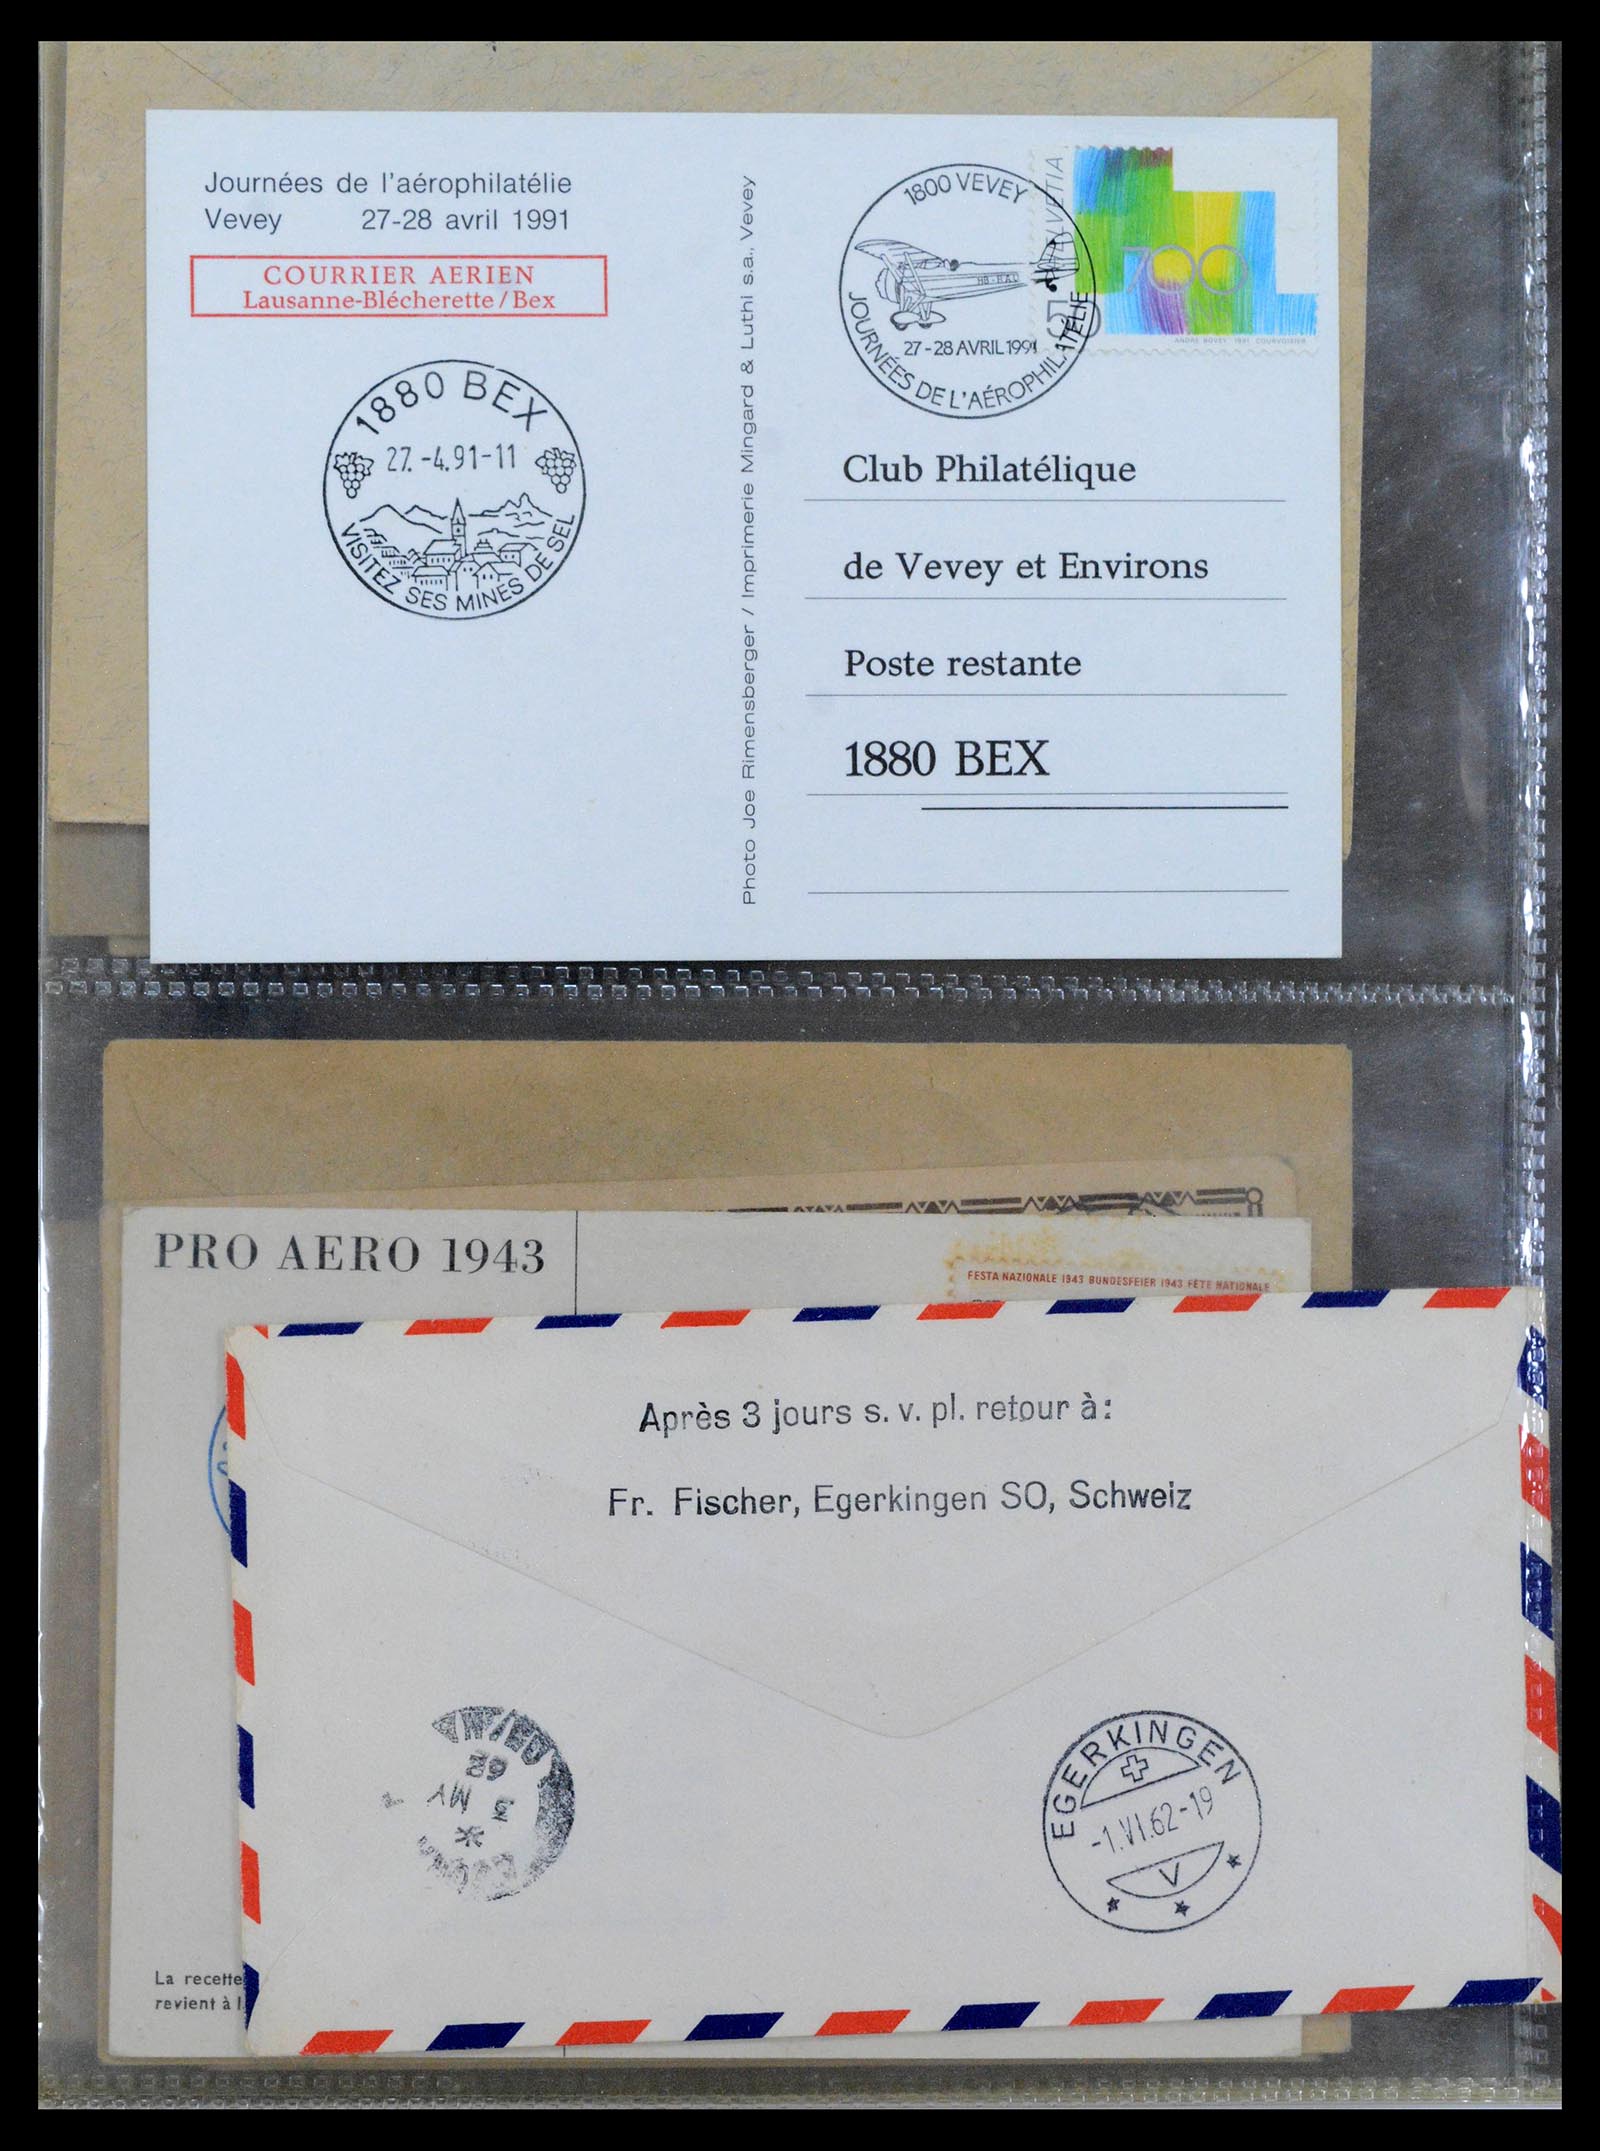 Journées de l'aérophilatélie
Vevey 27-28 avril 1991
COURRIER AERIEN
Lausanne-Blécherette / Bex
1880 BEX
27.-4.91-11
VISITEZ SES MINES DE SEL
Photo Joe Rimensberger / Imprimerie Mingard & Luthi s.a., Vevey
1800 VEVEY
27-28 AVRIL 1991
JOURNÉES DE L'AÉROPHILATÉLIE
HELVETIA
700
ANDRE BOVEY 1991 COURVOISIER
Club Philatélique
de Vevey et Environs
Poste restante
1880 BEX
PRO AERO 1943
FESTA NAZIONALE 1943 BUNDESFEIER 1943 FÊTE NATIONALE
Après 3 jours s. v. pl. retour à:
Fr. Fischer, Egerkingen SO, Schweiz
3 MY
62
EGERKINGEN
-1.VI.62-19
V
La recette
revient à l